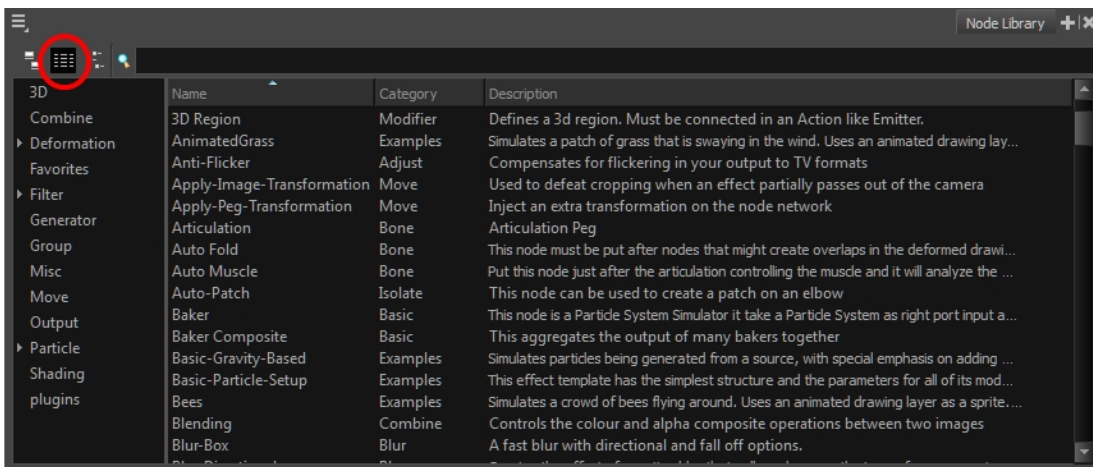 Node Library
3D
Combine
Deformation
Favorites
Filter
Generator
Group
Misc
Move
Output
Particle
Shading
plugins
Name Category Description
3D Region Modifier Defines a 3d region. Must be connected in an Action like Emitter.
AnimatedGrass Examples Simulates a patch of grass that is swaying in the wind. Uses an animated drawing lay...
Anti-Flicker Adjust Compensates for flickering in your output to TV formats
Apply-Image-Transformation Move Used to defeat cropping when an effect partially passes out of the camera
Apply-Peg-Transformation Move Inject an extra transformation on the node network
Articulation Bone Articulation Peg
Auto Fold Bone This node must be put after nodes that might create overlaps in the deformed drawi...
Auto Muscle Bone Put this node just after the articulation controlling the muscle and it will analyze the ...
Auto-Patch Isolate This node can be used to create a patch on an elbow
Baker Basic This node is a Particle System Simulator it take a Particle System as right port input a...
Baker Composite Basic This aggregates the output of many bakers together
Basic-Gravity-Based Examples Simulates particles being generated from a source, with special emphasis on adding ...
Basic-Particle-Setup Examples This effect template has the simplest structure and the parameters for all of its mod...
Bees Examples Simulates a crowd of bees flying around. Uses an animated drawing layer as a sprite....
Blending Combine Controls the colour and alpha composite operations between two images
Blur-Box Blur A fast blur with directional and fall off options.